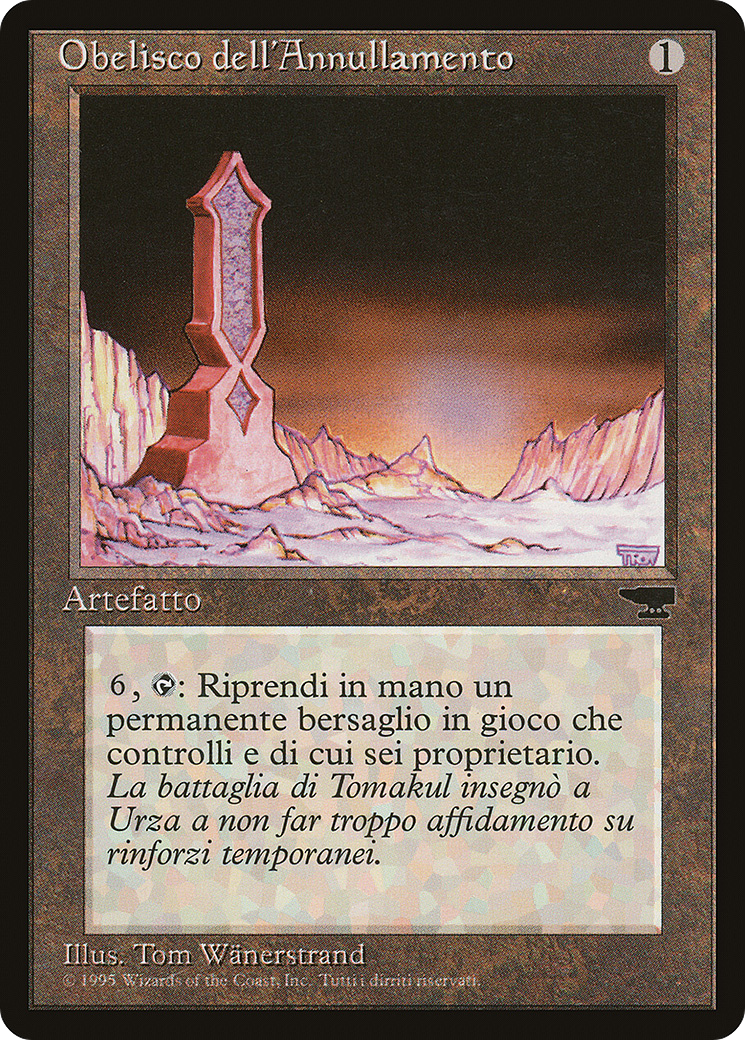 Obelisco dell'Annullamento 1
Artefatto
6, : Riprendi in mano un
permanente bersaglio in gioco che
controlli e di cui sei proprietario.
La battaglia di Tomakul insegnò a
Urza a non far troppo affidamento su
rinforzi temporanei.
Illus. Tom Wänerstrand
© 1995 Wizards of the Coast, Inc. Tutti i dirriti riservati.